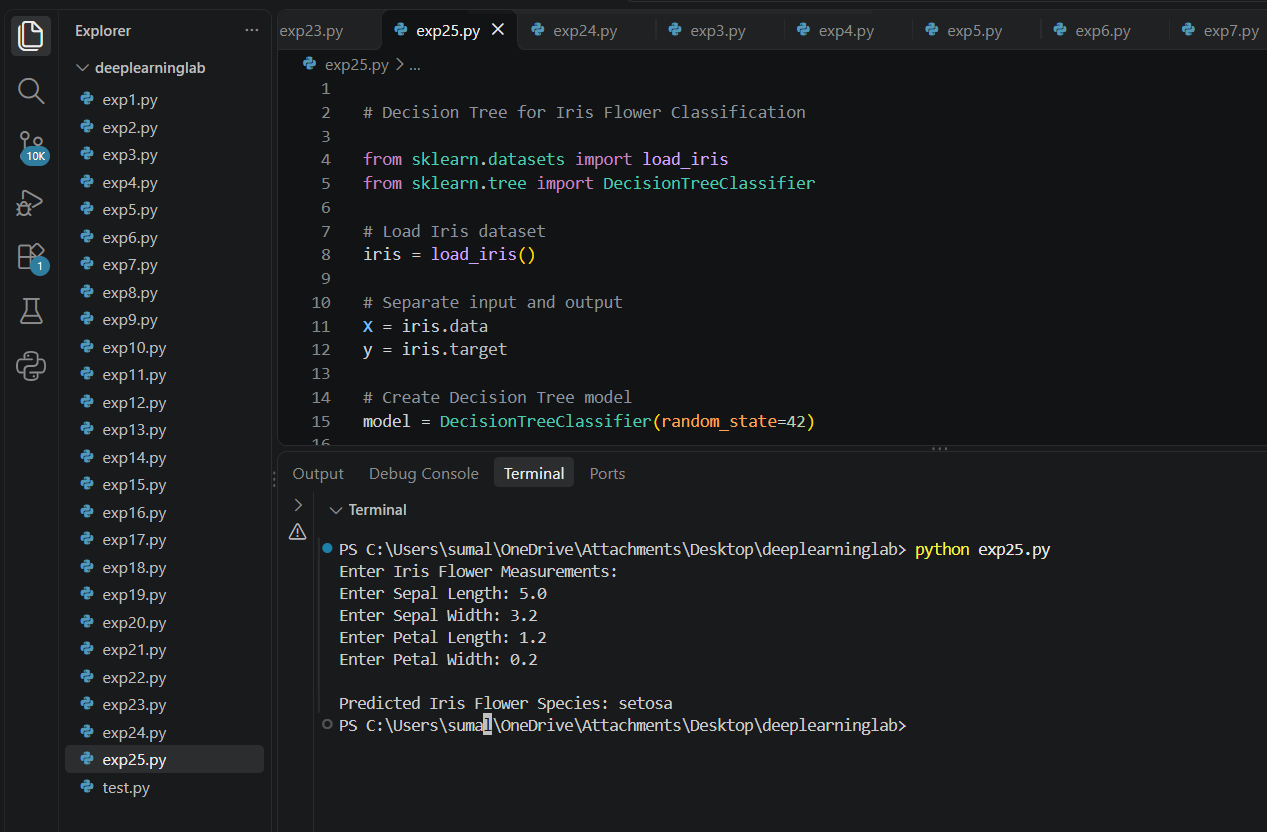 Explorer
...
deeplearninglab
exp1.py
exp2.py
exp3.py
exp4.py
exp5.py
exp6.py
exp7.py
exp8.py
exp9.py
exp10.py
exp11.py
exp12.py
exp13.py
exp14.py
exp15.py
exp16.py
exp17.py
exp18.py
exp19.py
exp20.py
exp21.py
exp22.py
exp23.py
exp24.py
exp25.py
test.py
10K
1
exp23.py exp25.py exp24.py exp3.py exp4.py exp5.py exp6.py exp7.py
exp25.py > ...
1
2 # Decision Tree for Iris Flower Classification
3
4 from sklearn.datasets import load_iris
5 from sklearn.tree import DecisionTreeClassifier
6
7 # Load Iris dataset
8 iris = load_iris()
9
10 # Separate input and output
11 X = iris.data
12 y = iris.target
13
14 # Create Decision Tree model
15 model = DecisionTreeClassifier(random_state=42)
16
Output Debug Console Terminal Ports
Terminal
PS C:\Users\sumal\OneDrive\Attachments\Desktop\deeplearninglab> python exp25.py
Enter Iris Flower Measurements:
Enter Sepal Length: 5.0
Enter Sepal Width: 3.2
Enter Petal Length: 1.2
Enter Petal Width: 0.2
Predicted Iris Flower Species: setosa
PS C:\Users\sumal\OneDrive\Attachments\Desktop\deeplearninglab>